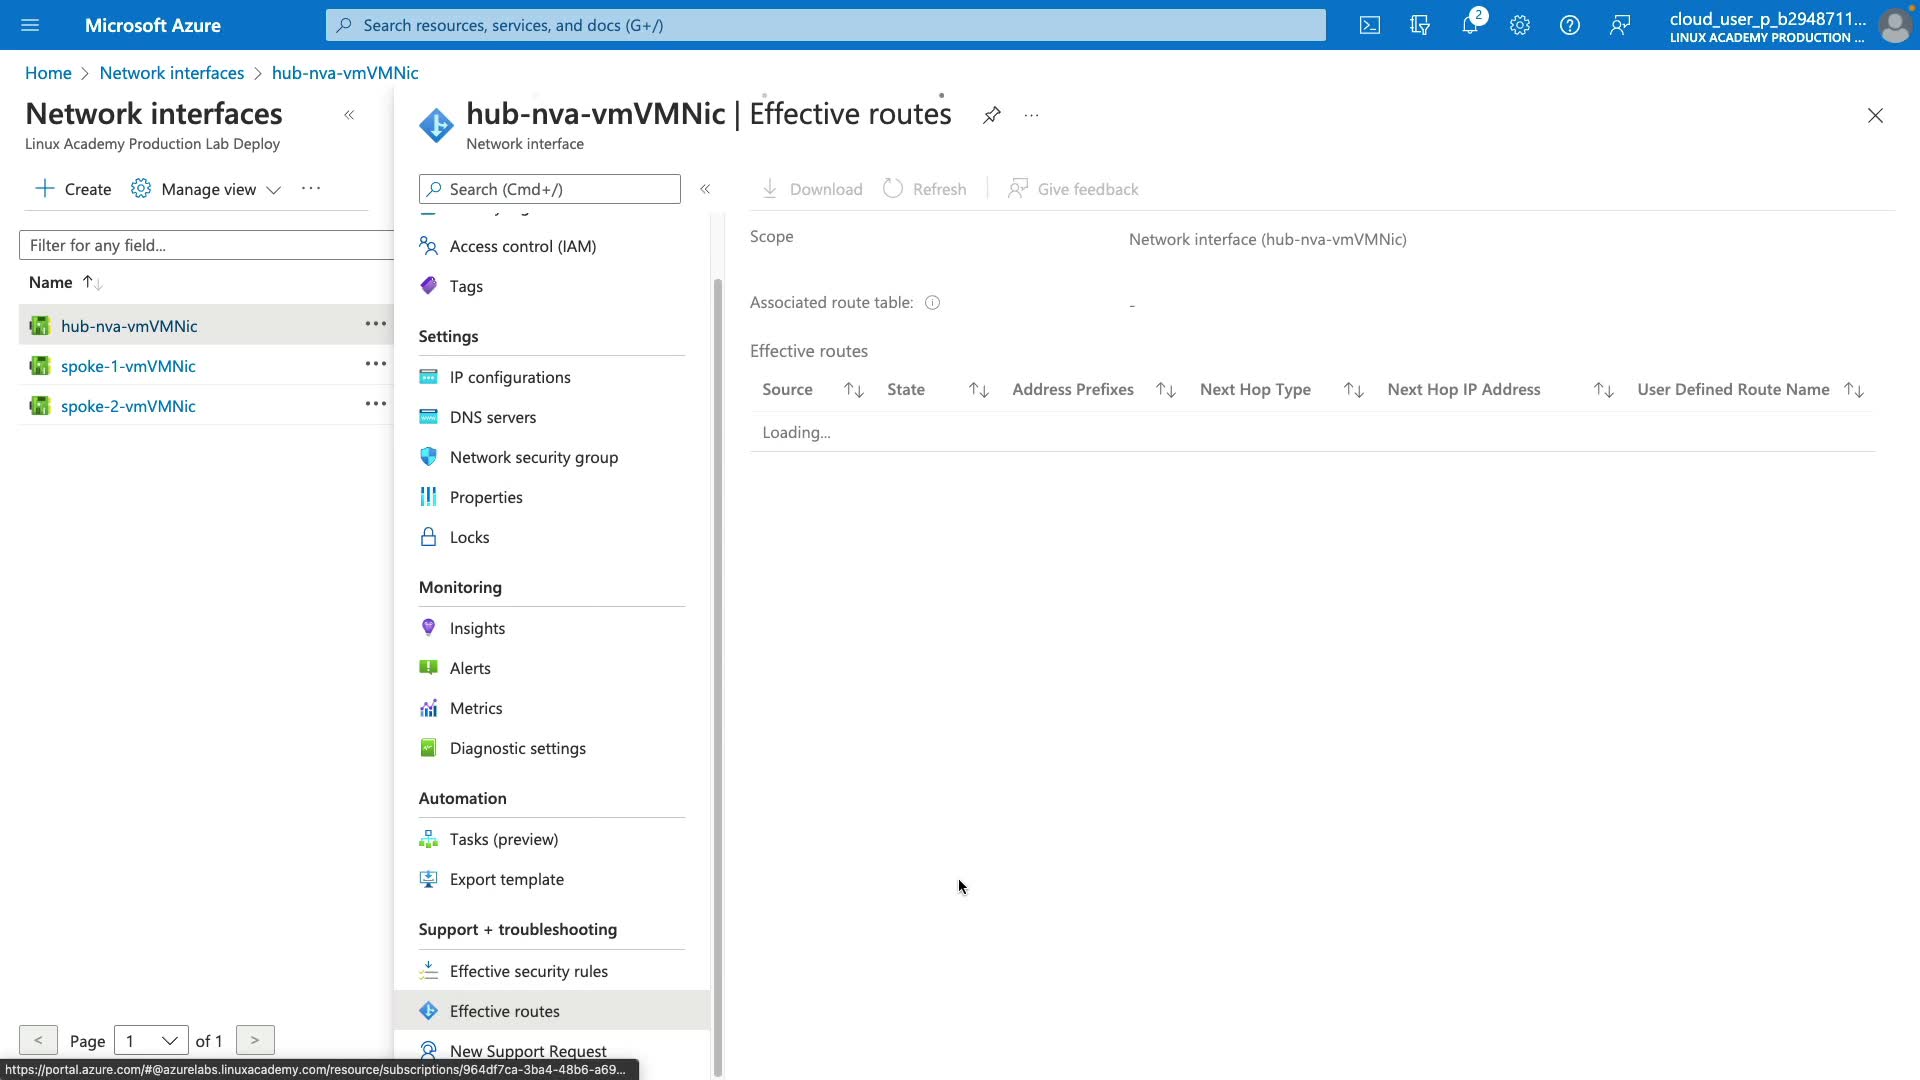 Microsoft Azure
Search resources, services, and docs (G+/)
2
cloud_user_p_b2948711...
LINUX ACADEMY PRODUCTION ...
Home > Network interfaces > hub-nva-vmVMNic
Network interfaces
Linux Academy Production Lab Deploy
Create
Manage view
Filter for any field...
Name
hub-nva-vmVMNic
spoke-1-vmVMNic
spoke-2-vmVMNic
< Page 1 of 1 >
hub-nva-vmVMNic | Effective routes
Network interface
Search (Cmd+/)
Access control (IAM)
Tags
Settings
IP configurations
DNS servers
Network security group
Properties
Locks
Monitoring
Insights
Alerts
Metrics
Diagnostic settings
Automation
Tasks (preview)
Export template
Support + troubleshooting
Effective security rules
Effective routes
New Support Request
Download
Refresh
Give feedback
Scope
Network interface (hub-nva-vmVMNic)
Associated route table:
-
Effective routes
Source State Address Prefixes Next Hop Type Next Hop IP Address User Defined Route Name
Loading...
https://portal.azure.com/#@azurelabs.linuxacademy.com/resource/subscriptions/964df7ca-3ba4-48b6-a69...